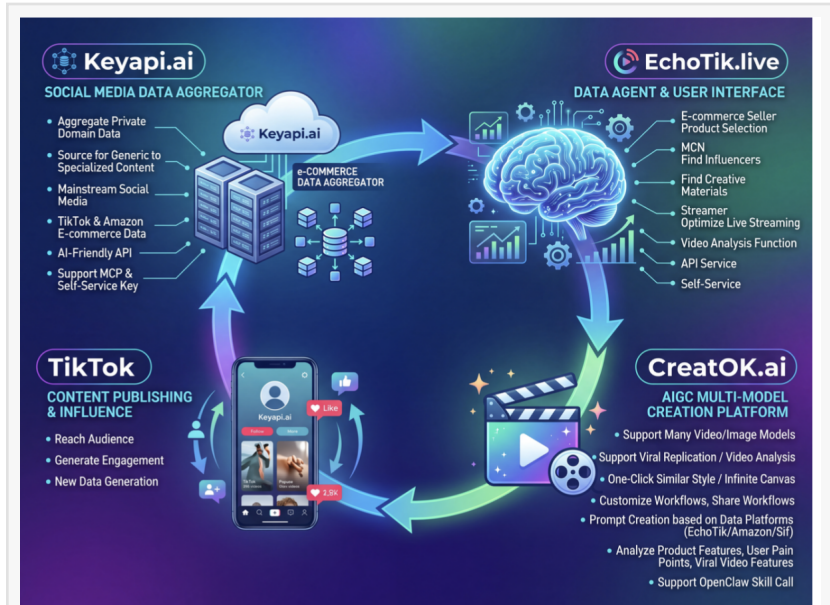 Keyapi.ai
SOCIAL MEDIA DATA AGGREGATOR
• Aggregate Private
Domain Data
• Source for Generic to
Specialized Content
• Mainstream Social
Media
• TikTok & Amazon
E-commerce Data
• AI-Friendly API
• Support MCP &
Self-Service Key
Keyapi.ai
e-COMMERCE
DATA AGGREGATOR
EchoTik.live
DATA AGENT & USER INTERFACE
• E-commerce Seller
Product Selection
• MCN
Find Influencers
• Find Creative
Materials
• Streamer
Optimize Live Streaming
• Video Analysis Function
• API Service
• Self-Service
TikTok
CONTENT PUBLISHING
& INFLUENCE
• Reach Audience
• Generate Engagement
• New Data Generation
Keyapi.ai
Like
CreatOK.ai
AIGC MULTI-MODEL
CREATION PLATFORM
• Support Many Video/Image Models
• Support Viral Replication / Video Analysis
• One-Click Similar Style / Infinite Canvas
• Customize Workflows, Share Workflows
• Prompt Creation based on Data Platforms
(EchoTik/Amazon/Sif)
• Analyze Product Features, User Pain
Points, Viral Video Features
• Support OpenClaw Skill Call